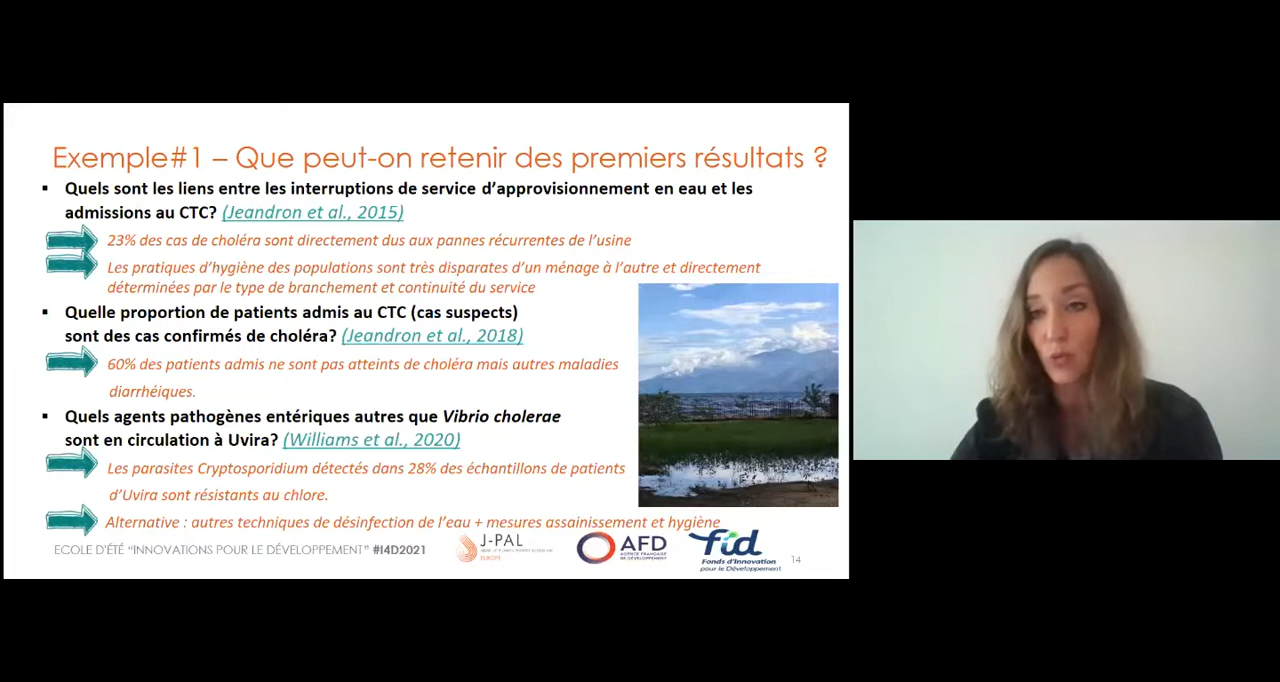 Exemple#1 – Que peut-on retenir des premiers résultats ?
▪ Quels sont les liens entre les interruptions de service d'approvisionnement en eau et les
admissions au CTC? (Jeandron et al., 2015)
23% des cas de choléra sont directement dus aux pannes récurrentes de l'usine
Les pratiques d'hygiène des populations sont très disparates d'un ménage à l'autre et directement
déterminées par le type de branchement et continuité du service
▪ Quelle proportion de patients admis au CTC (cas suspects)
sont des cas confirmés de choléra? (Jeandron et al., 2018)
60% des patients admis ne sont pas atteints de choléra mais autres maladies
diarrhéiques.
▪ Quels agents pathogènes entériques autres que Vibrio cholerae
sont en circulation à Uvira? (Williams et al., 2020)
Les parasites Cryptosporidium détectés dans 28% des échantillons de patients
d'Uvira sont résistants au chlore.
Alternative : autres techniques de désinfection de l'eau + mesures assainissement et hygiène
ECOLE D'ÉTÉ "INNOVATIONS POUR LE DÉVELOPPEMENT" #I4D2021
J-PAL
EUROPE
AFD
AGENCE FRANÇAISE
DE DÉVELOPPEMENT
fid
Fonds d'Innovation
pour le Développement
14